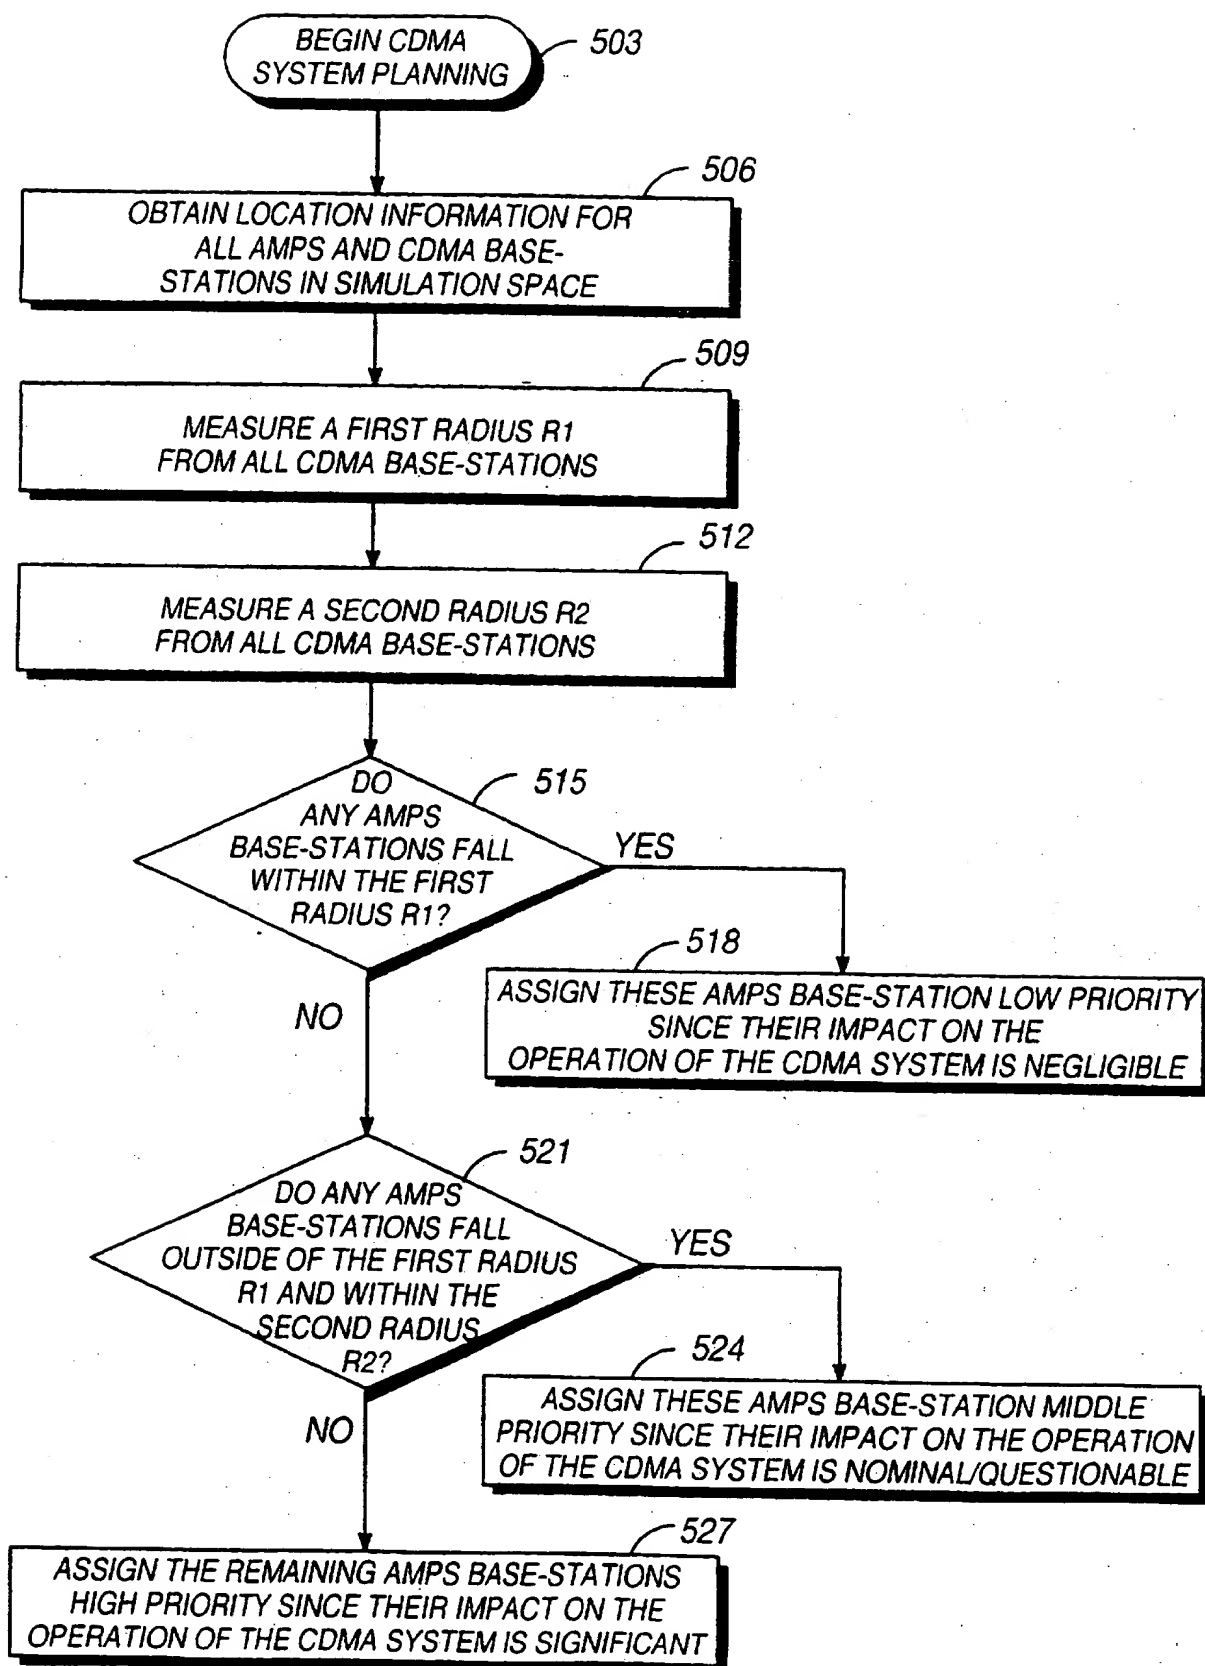 BEGIN CDMA
SYSTEM PLANNING
503
506
OBTAIN LOCATION INFORMATION FOR
ALL AMPS AND CDMA BASE-
STATIONS IN SIMULATION SPACE
509
MEASURE A FIRST RADIUS R1
FROM ALL CDMA BASE-STATIONS
512
MEASURE A SECOND RADIUS R2
FROM ALL CDMA BASE-STATIONS
515
DO
ANY AMPS
BASE-STATIONS FALL
WITHIN THE FIRST
RADIUS R1?
YES
NO
518
ASSIGN THESE AMPS BASE-STATION LOW PRIORITY
SINCE THEIR IMPACT ON THE
OPERATION OF THE CDMA SYSTEM IS NEGLIGIBLE
521
DO ANY AMPS
BASE-STATIONS FALL
OUTSIDE OF THE FIRST RADIUS
R1 AND WITHIN THE
SECOND RADIUS
R2?
YES
NO
524
ASSIGN THESE AMPS BASE-STATION MIDDLE
PRIORITY SINCE THEIR IMPACT ON THE OPERATION
OF THE CDMA SYSTEM IS NOMINAL/QUESTIONABLE
527
ASSIGN THE REMAINING AMPS BASE-STATIONS
HIGH PRIORITY SINCE THEIR IMPACT ON THE
OPERATION OF THE CDMA SYSTEM IS SIGNIFICANT